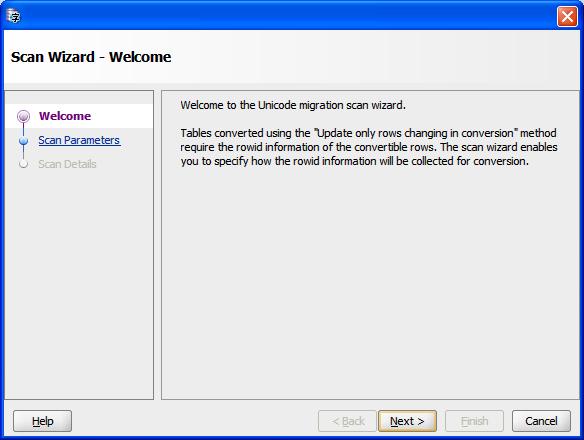 Scan Wizard - Welcome
Welcome
Scan Parameters
Scan Details
Welcome to the Unicode migration scan wizard.
Tables converted using the "Update only rows changing in conversion" method
require the rowid information of the convertible rows. The scan wizard enables
you to specify how the rowid information will be collected for conversion.
Help
< Back
Next >
Finish
Cancel